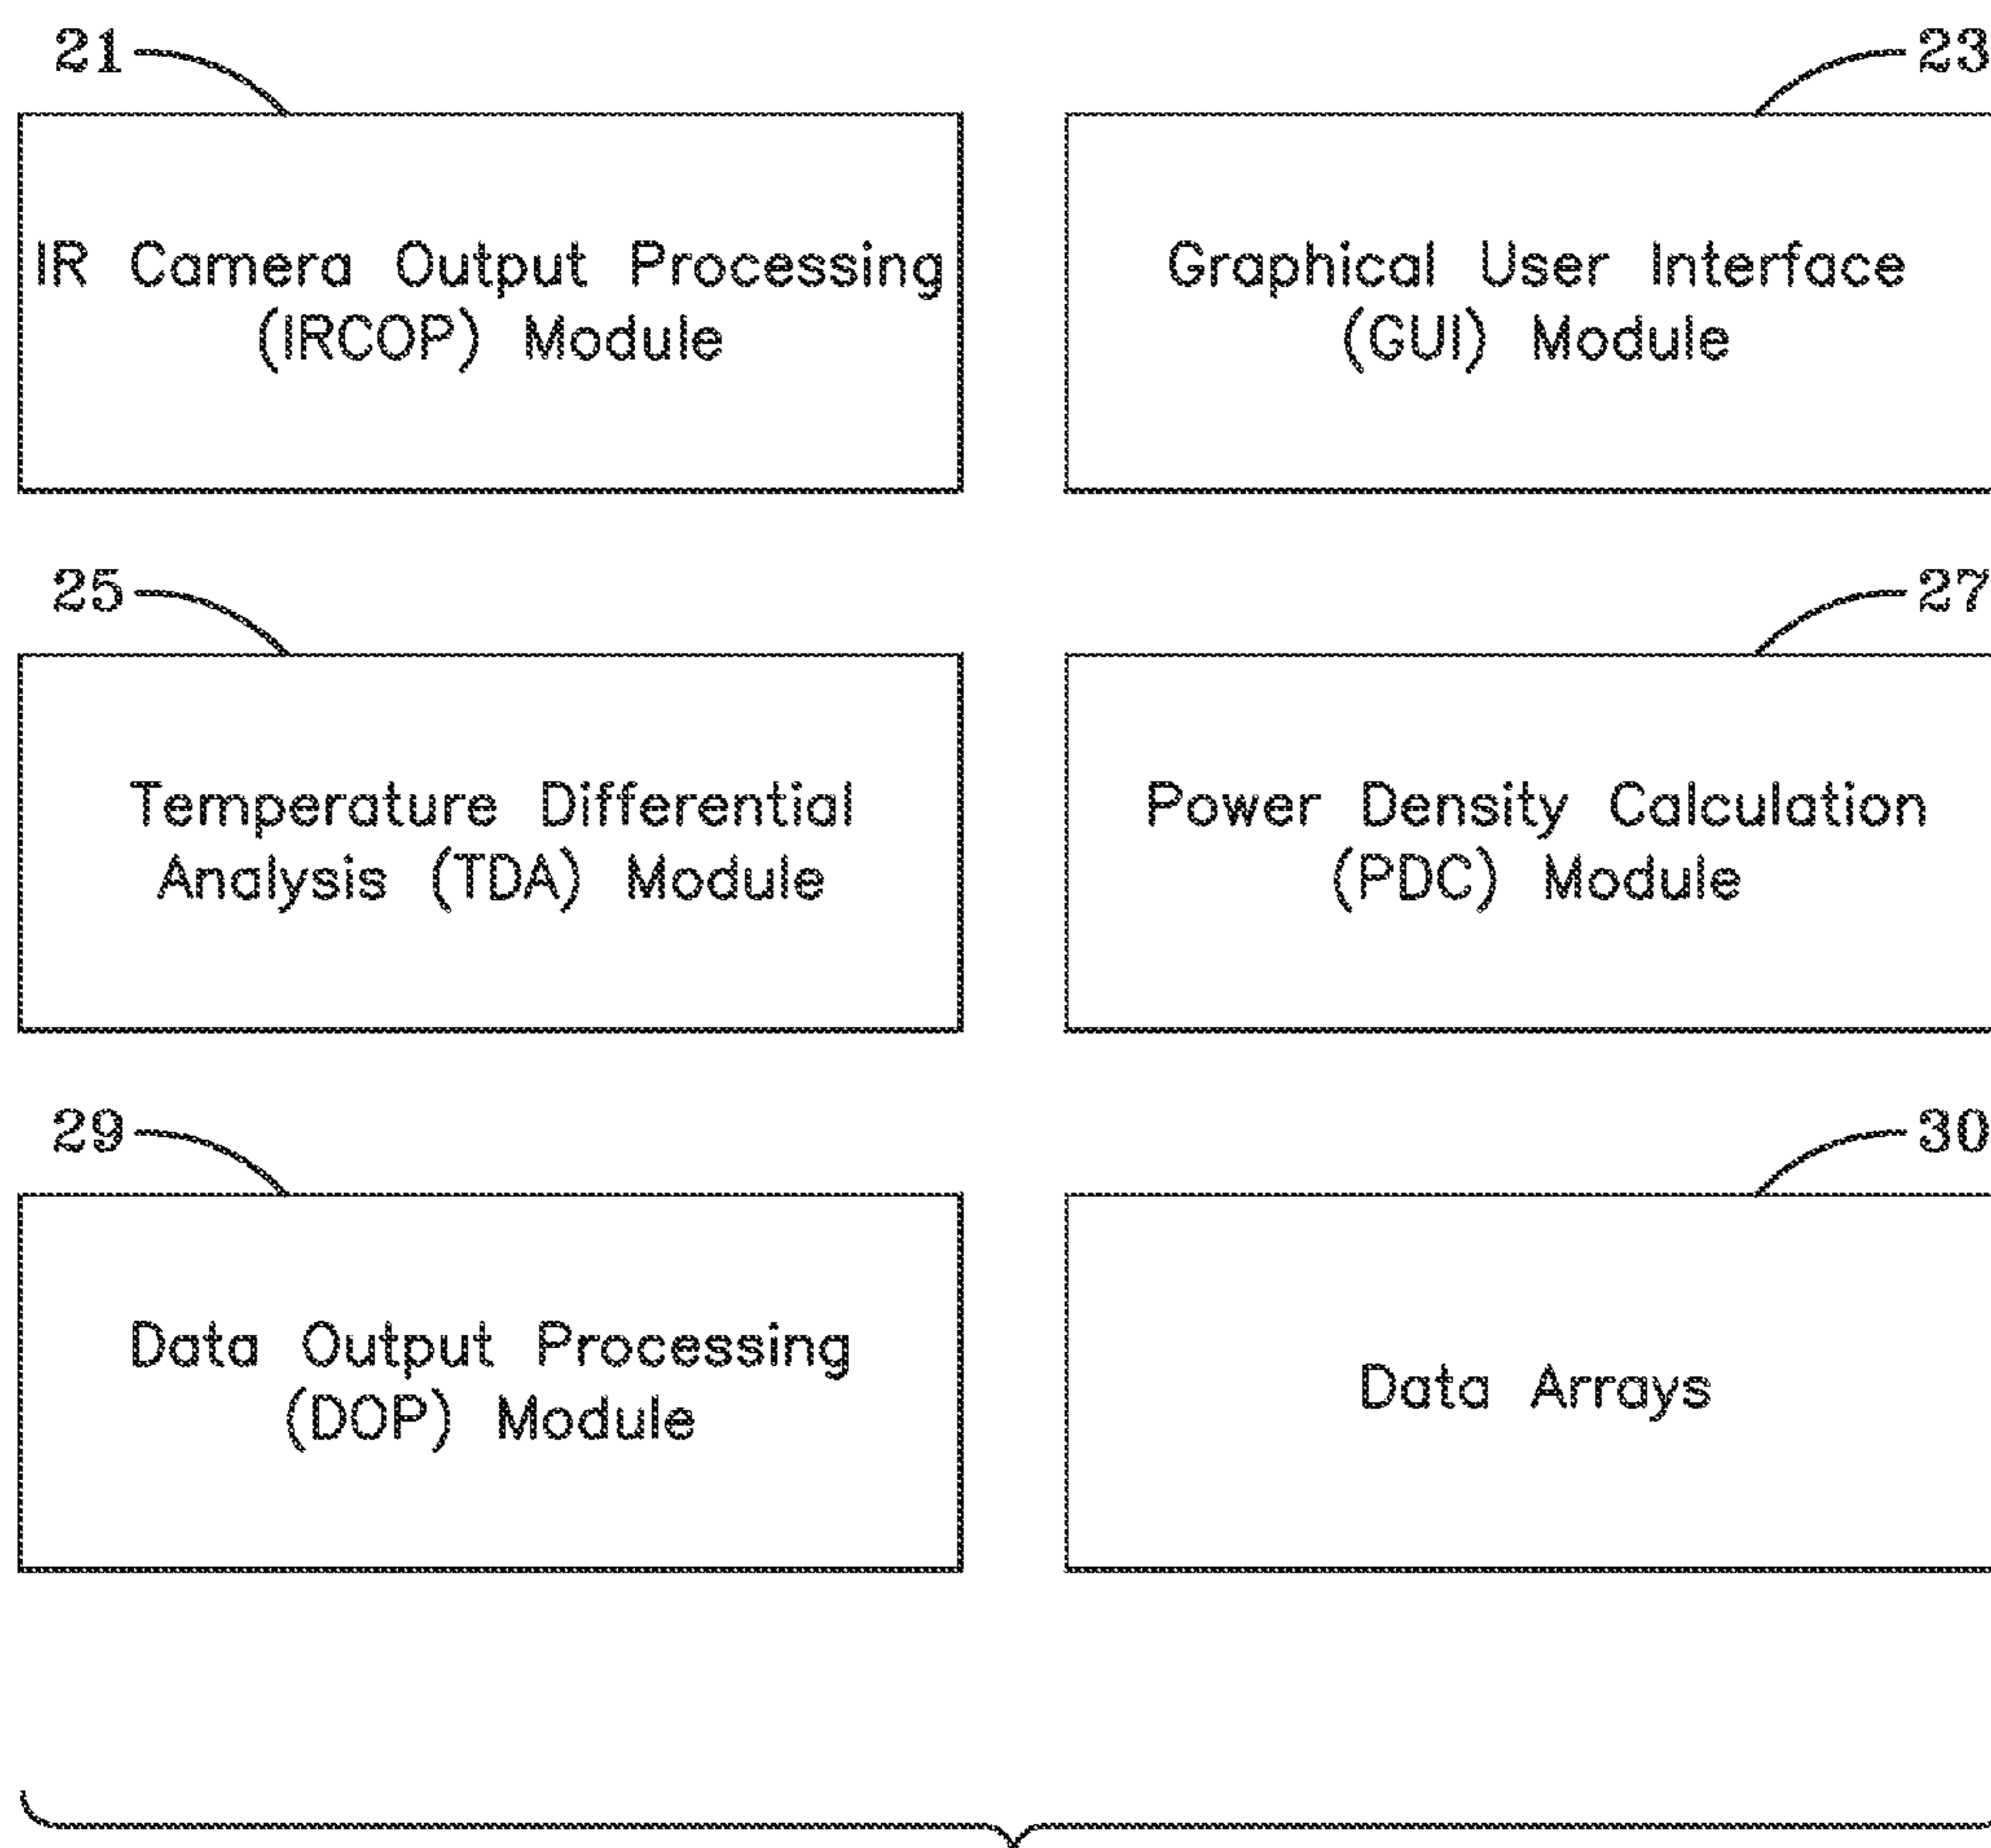 21
23
IR Camera Output Processing
(IRCOP) Module
Graphical User Interface
(GUI) Module
25
27
Temperature Differential
Analysis (TDA) Module
Power Density Calculation
(PDC) Module
29
30
Data Output Processing
(DOP) Module
Data Arrays